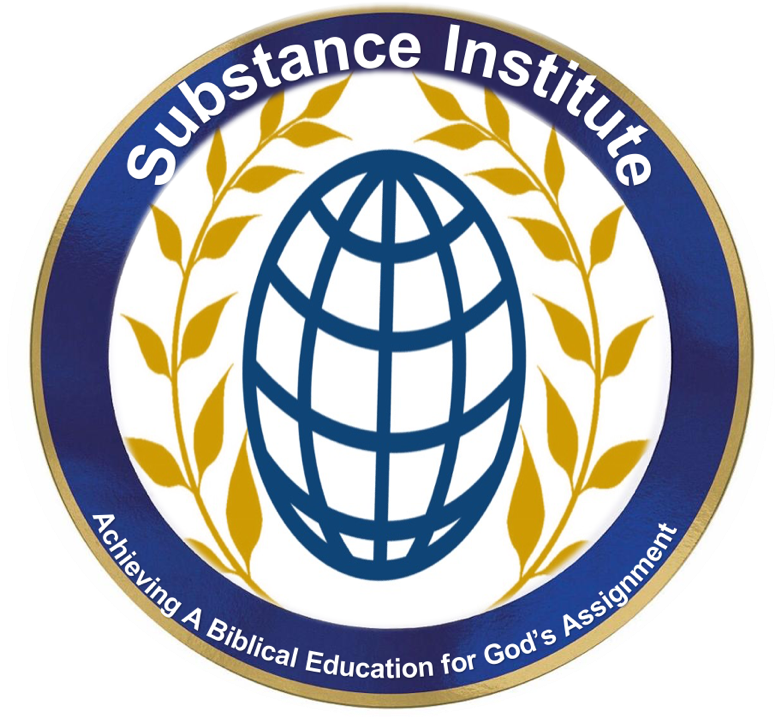 Substance Institute
Achieving A Biblical Education for God’s Assignment